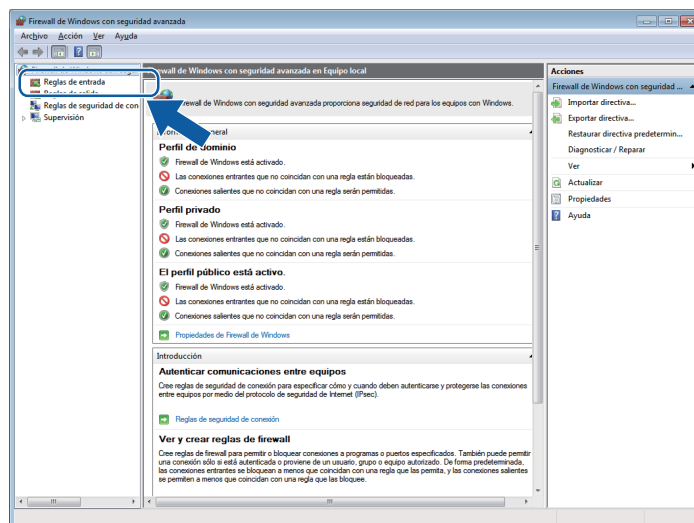 Firewall de Windows con seguridad avanzada
Archivo Acción Ver Ayuda
Reglas de entrada
Reglas de salida
Reglas de seguridad de con
Supervisión
Firewall de Windows con seguridad avanzada en Equipo local
Firewall de Windows con seguridad avanzada proporciona seguridad de red para los equipos con Windows.
general
Perfil de dominio
Firewall de Windows está activado.
Las conexiones entrantes que no coincidan con una regla están bloqueadas.
Conexiones salientes que no coincidan con una regla serán permitidas.
Perfil privado
Firewall de Windows está activado.
Las conexiones entrantes que no coincidan con una regla están bloqueadas.
Conexiones salientes que no coincidan con una regla serán permitidas.
El perfil público está activo.
Firewall de Windows está activado.
Las conexiones entrantes que no coincidan con una regla están bloqueadas.
Conexiones salientes que no coincidan con una regla serán permitidas.
Propiedades de Firewall de Windows
Introducción
Autenticar comunicaciones entre equipos
Cree reglas de seguridad de conexión para especificar cómo y cuando deben autenticarse y protegerse las conexiones
entre equipos por medio del protocolo de seguridad de Internet (IPsec).
Reglas de seguridad de conexión
Ver y crear reglas de firewall
Cree reglas de firewall para permitir o bloquear conexiones a programas o puertos especificados. También puede permitir
una conexión sólo si está autenticada o proviene de un usuario, grupo o equipo autorizado. De forma predeterminada,
las conexiones entrantes se bloquean a menos que coincidan con una regla que las permita, y las conexiones salientes
se permiten a menos que coincidan con una regla que las bloquee.
Acciones
Firewall de Windows con seguridad ...
Importar directiva...
Exportar directiva...
Restaurar directiva predetermin...
Diagnosticar / Reparar
Ver
Actualizar
Propiedades
Ayuda